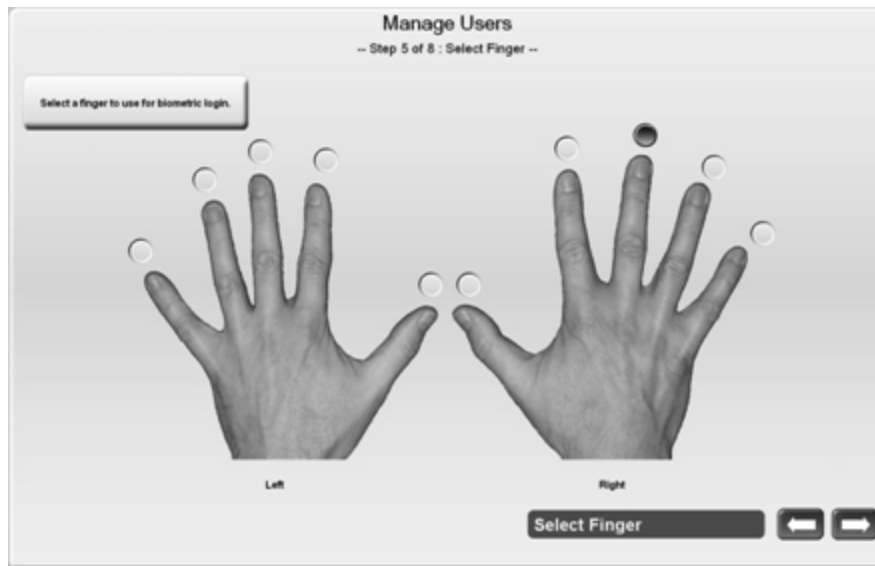 Manage Users
-- Step 5 of 8 : Select Finger --
Select a finger to use for biometric login.
Left
Right
Select Finger